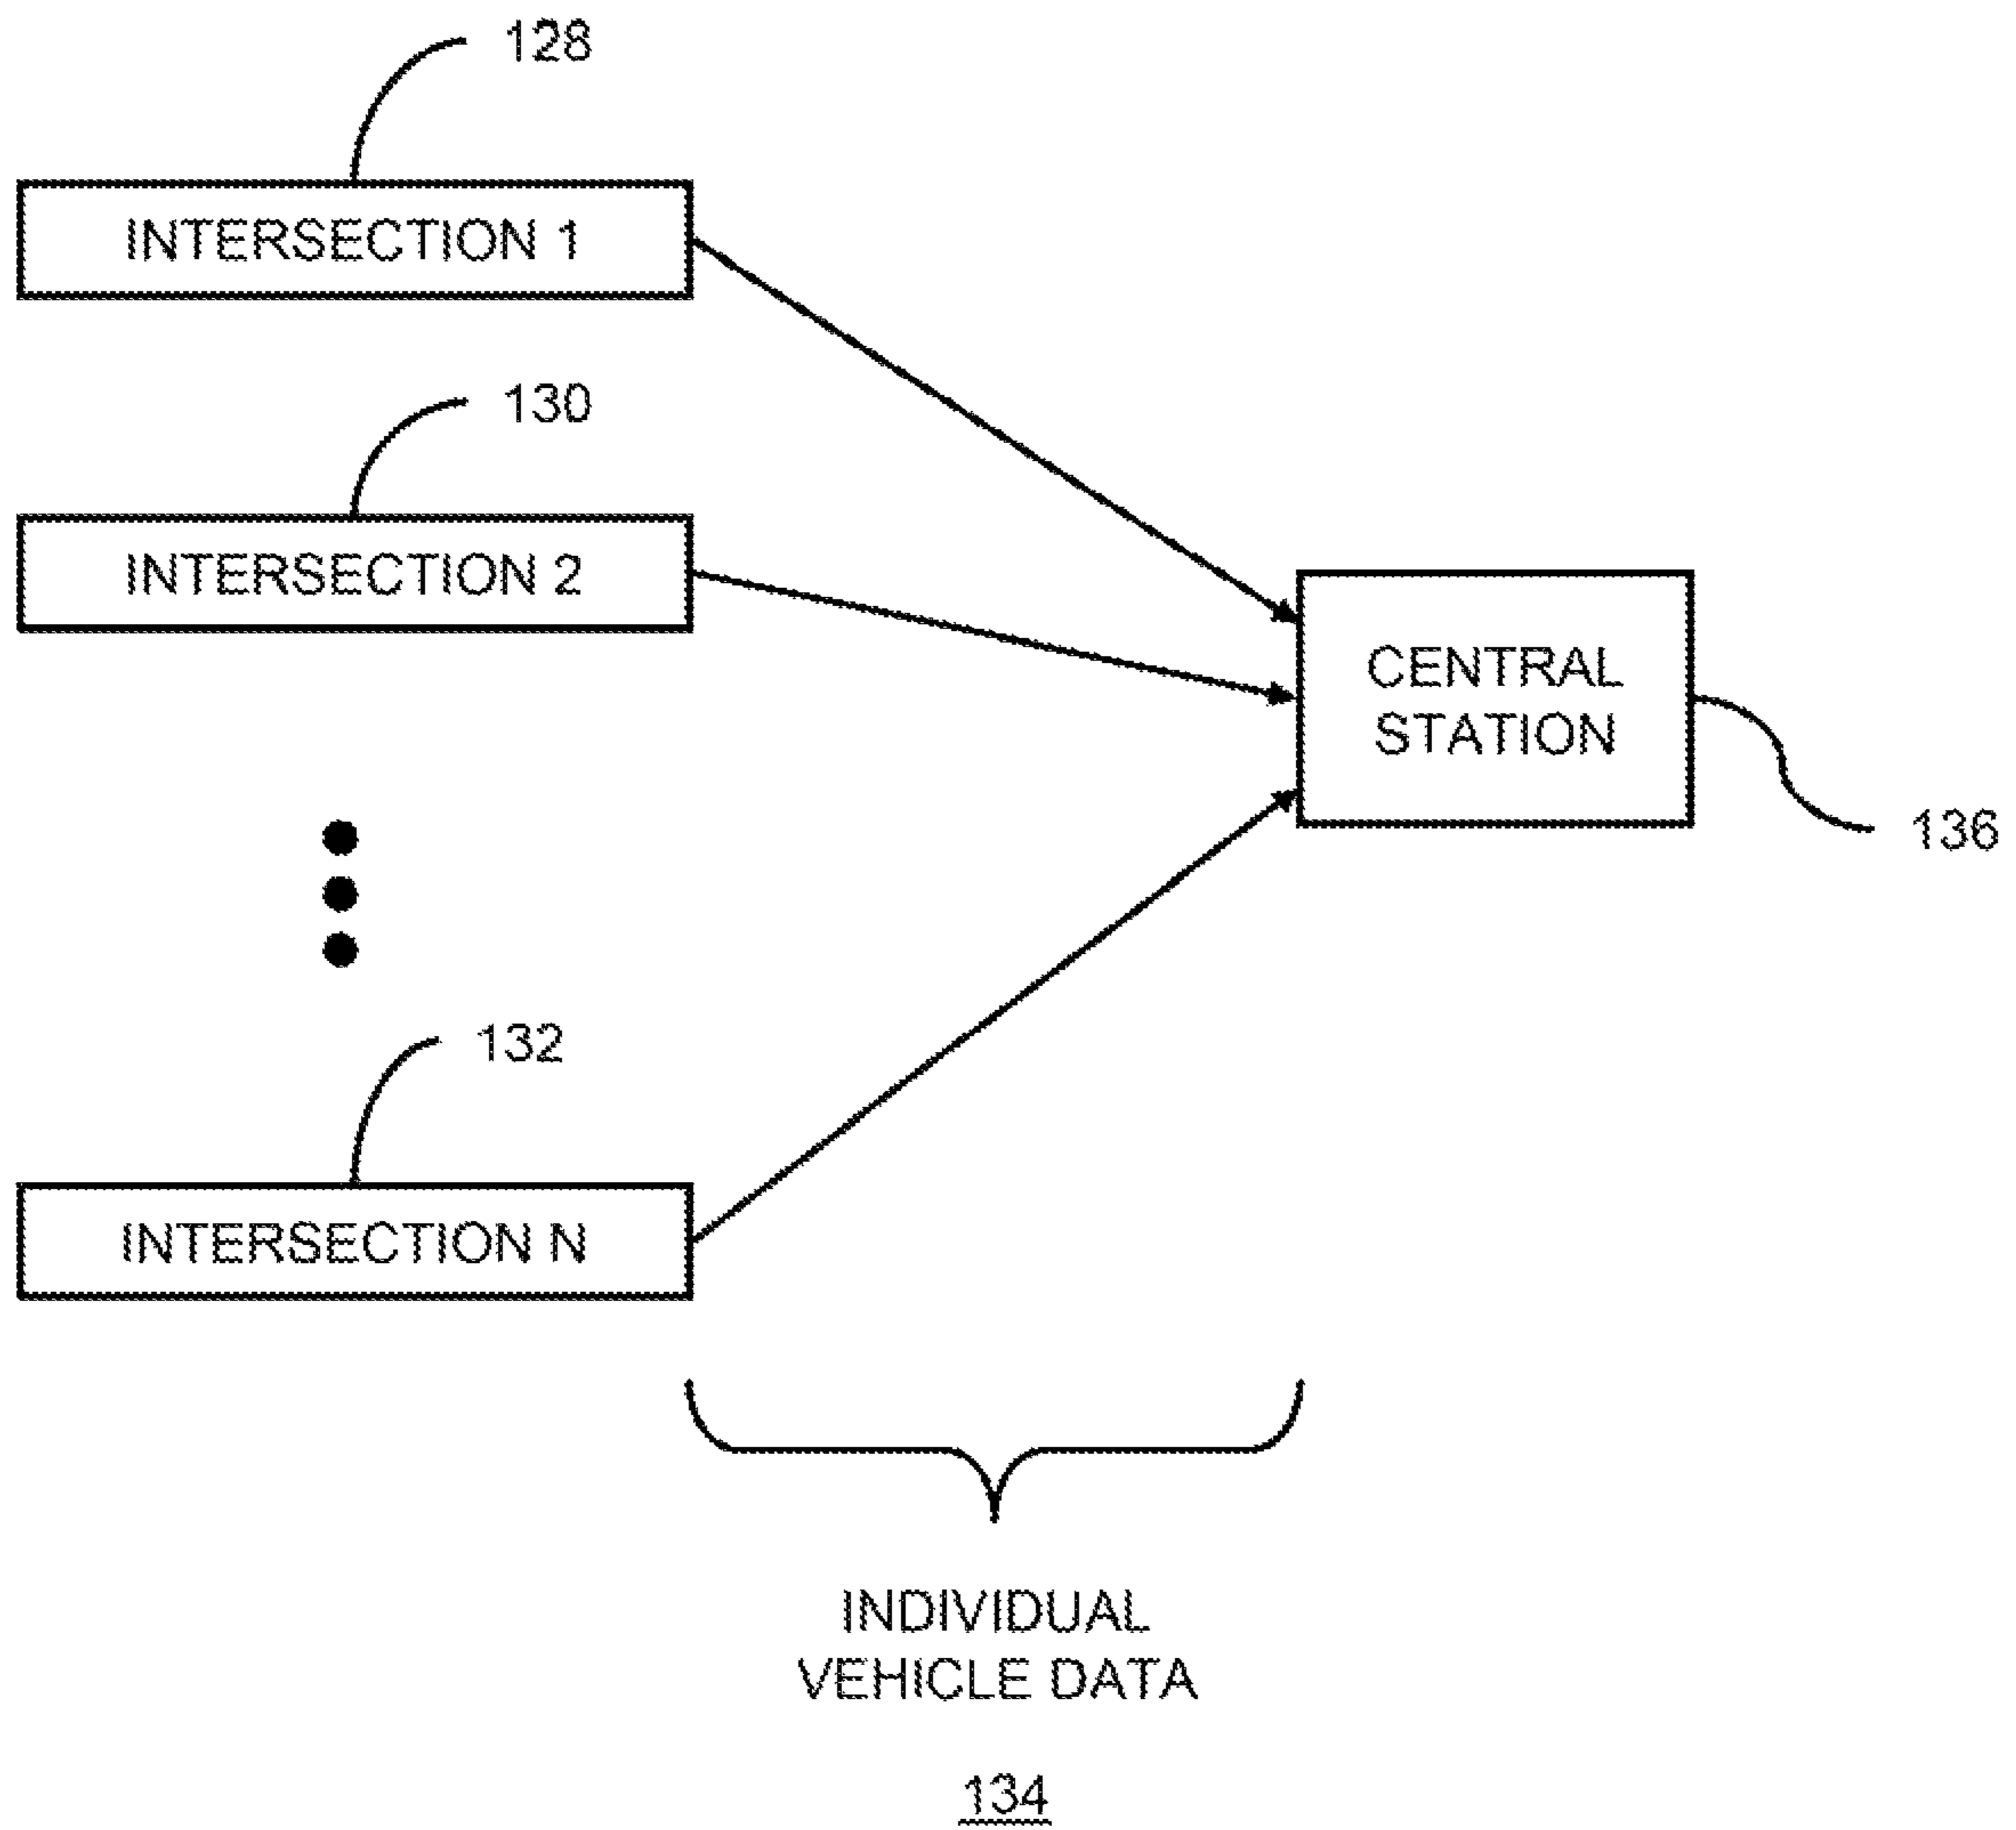 128
INTERSECTION 1
130
INTERSECTION 2
CENTRAL
STATION
136
132
INTERSECTION N
INDIVIDUAL
VEHICLE DATA
134